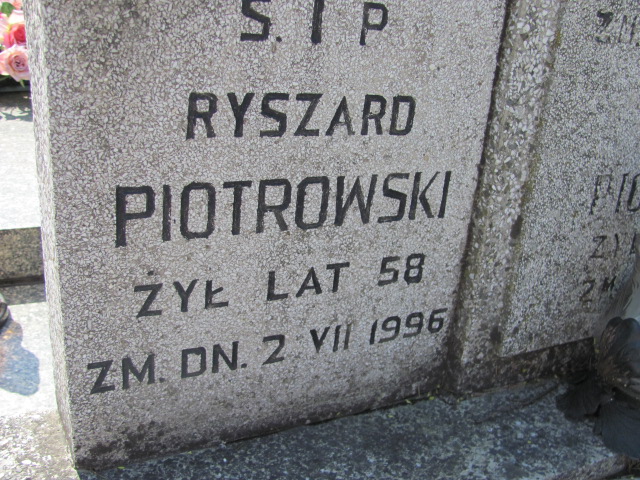 S. I P
RYSZARD
PIOTROWSKI
ŻYŁ LAT 58
ZM. DN. 2 VII 1996